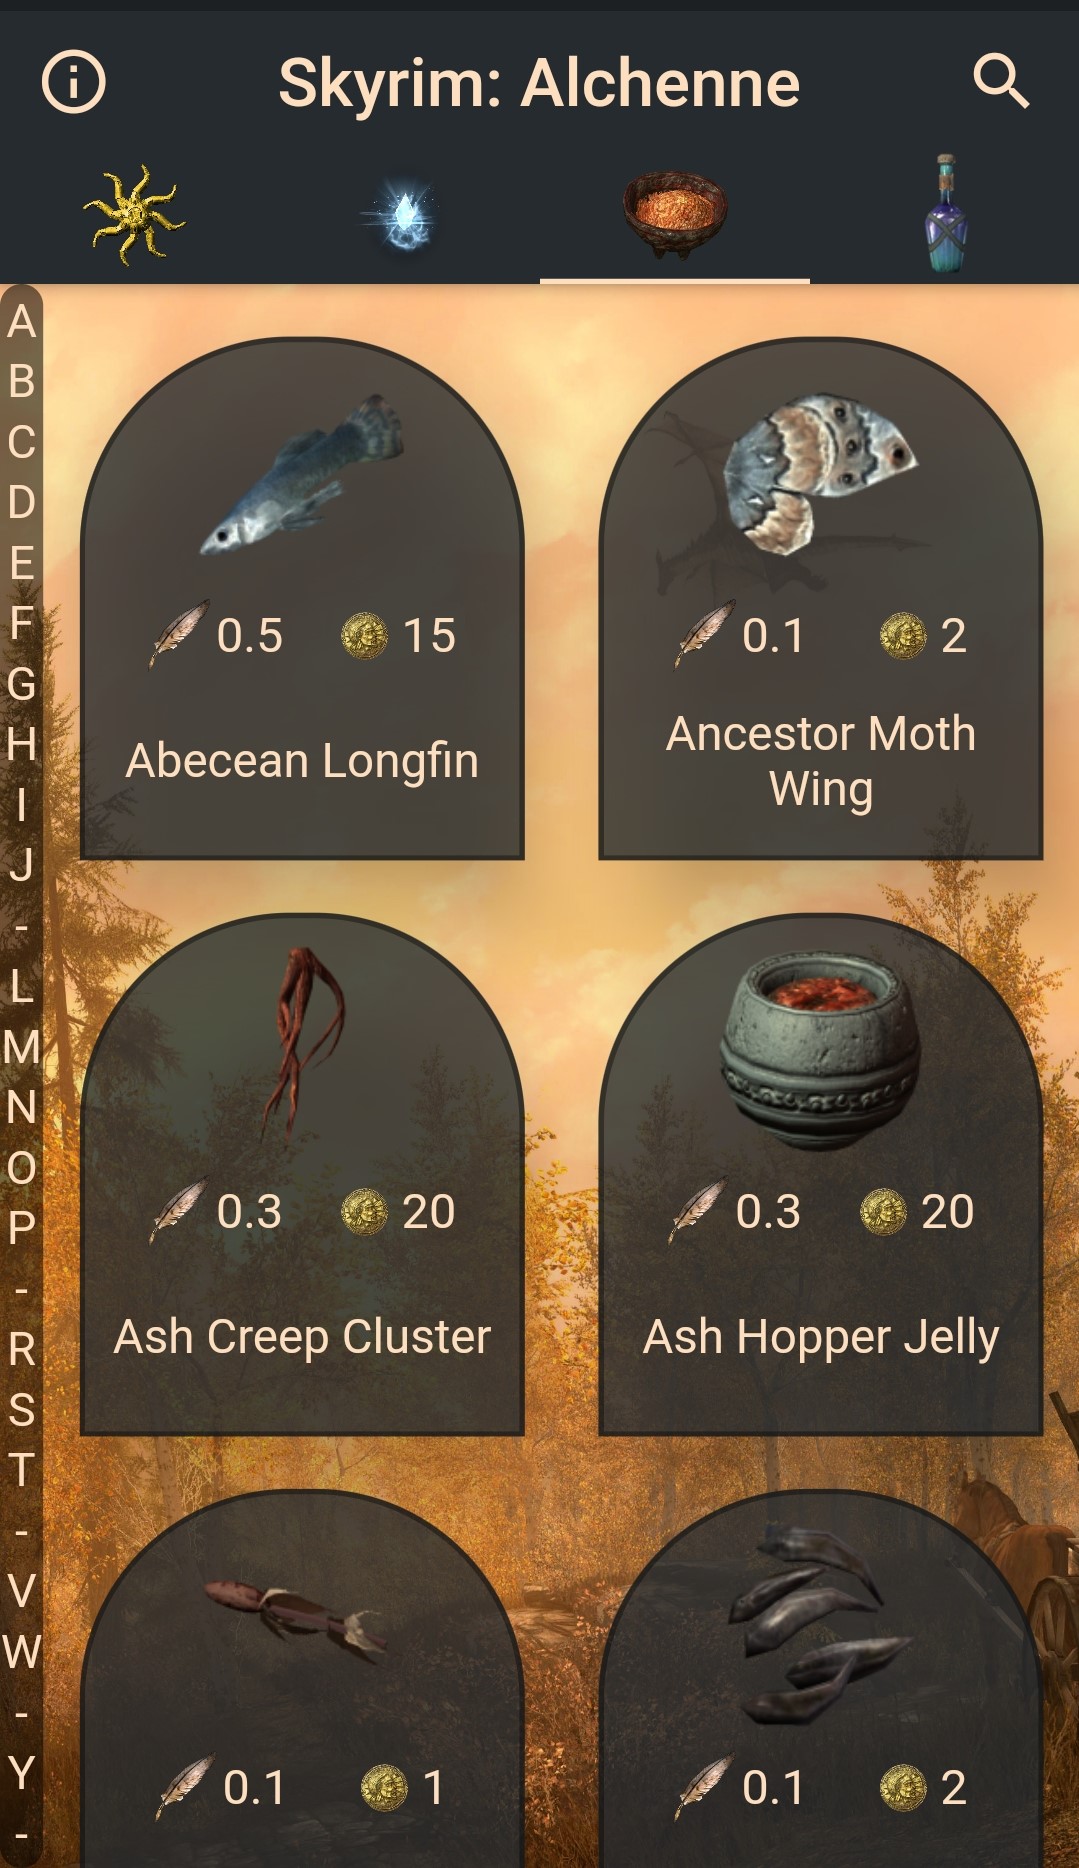 Skyrim: Alchenne
A
B
C
D
E
F
G
H
I
J
-
L
M
N
O
P
-
R
S
T
-
V
W
-
Y
-
0.5 15
Abecean Longfin
0.1 2
Ancestor Moth
Wing
0.3 20
Ash Creep Cluster
0.3 20
Ash Hopper Jelly
0.1 1
0.1 2